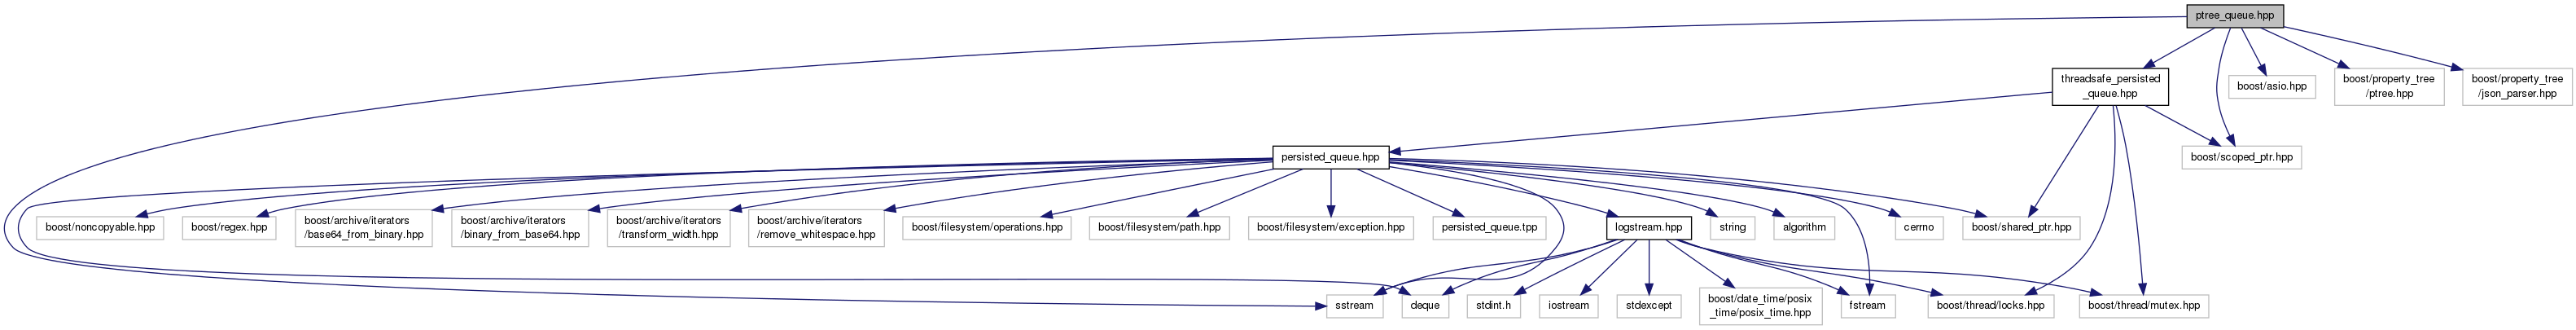 ptree_queue.hpp
threadsafe_persisted
_queue.hpp
boost/asio.hpp
boost/property_tree
/ptree.hpp
boost/property_tree
/json_parser.hpp
persisted_queue.hpp
boost/scoped_ptr.hpp
boost/noncopyable.hpp
boost/regex.hpp
boost/archive/iterators
/base64_from_binary.hpp
boost/archive/iterators
/binary_from_base64.hpp
boost/archive/iterators
/transform_width.hpp
boost/archive/iterators
/remove_whitespace.hpp
boost/filesystem/operations.hpp
boost/filesystem/path.hpp
boost/filesystem/exception.hpp
persisted_queue.tpp
logstream.hpp
string
algorithm
cerrno
boost/shared_ptr.hpp
sstream
deque
stdint.h
iostream
stdexcept
boost/date_time/posix
_time/posix_time.hpp
fstream
boost/thread/locks.hpp
boost/thread/mutex.hpp